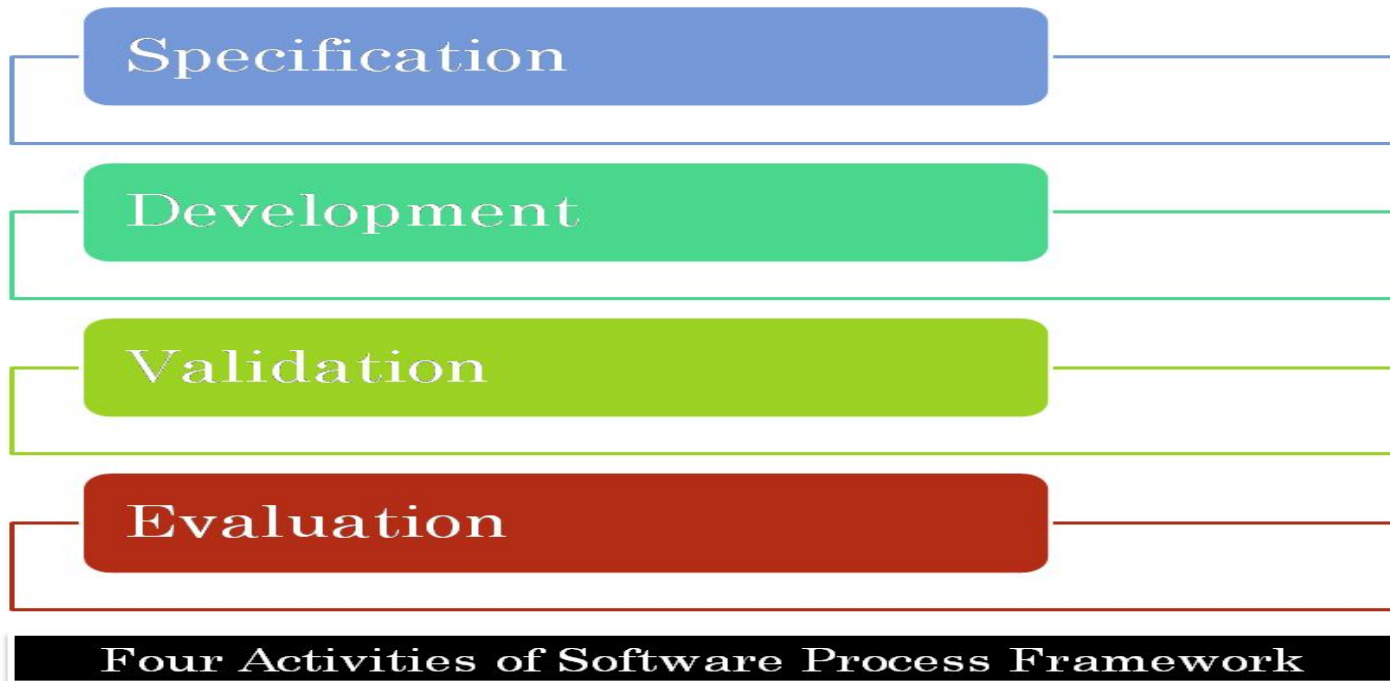 Specification
Development
Validation
Evaluation
Four Activities of Software Process Framework